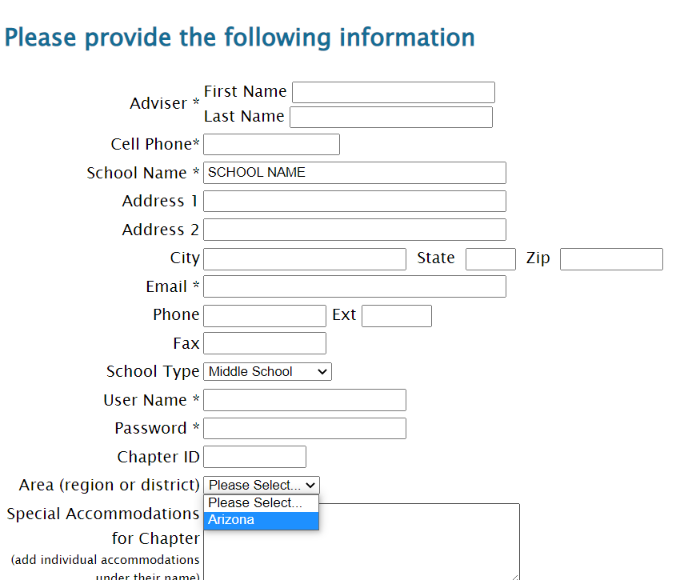 Please provide the following information
Adviser * First Name
Last Name
Cell Phone*
School Name * SCHOOL NAME
Address 1
Address 2
City State Zip
Email *
Phone Ext
Fax
School Type Middle School
User Name *
Password *
Chapter ID
Area (region or district) Please Select...
Please Select...
Arizona
Special Accommodations
for Chapter
(add individual accommodations
under their name)